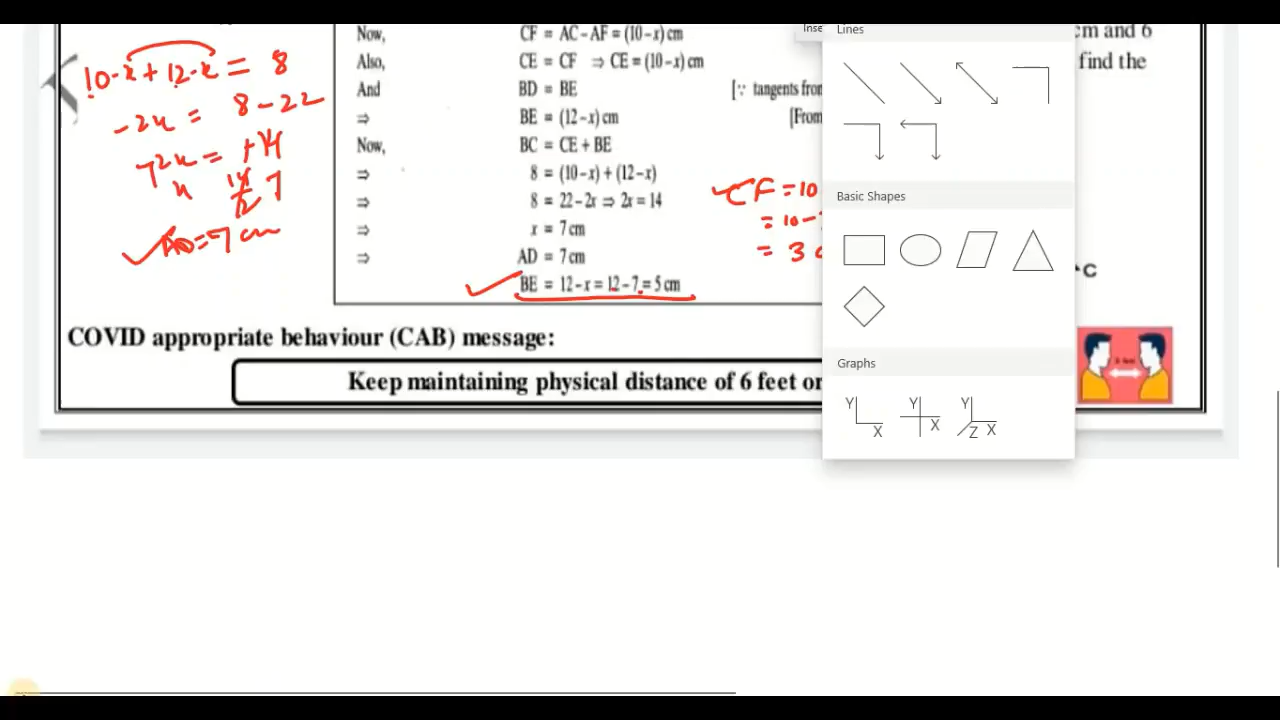 Now, CF = AC – AF = (10 – x) cm
Also, CE = CF ⇒ CE = (10 – x) cm
And BD = BE [∵ tangents from
⇒ BE = (12 – x) cm [From
Now, BC = CE + BE
⇒ 8 = (10 – x) + (12 – x)
⇒ 8 = 22 – 2x ⇒ 2x = 14
⇒ x = 7 cm
⇒ AD = 7 cm
BE = 12 – x = 12 – 7 = 5 cm
10-x + 12-x = 8
-2x = 8 - 22
x 14/2 7
AD = 7 cm
CF = 10
= 10 -
= 3
cm and 6
find the
C
COVID appropriate behaviour (CAB) message:
Keep maintaining physical distance of 6 feet or
Lines
Basic Shapes
Graphs
Y X
Y X
Y Z X